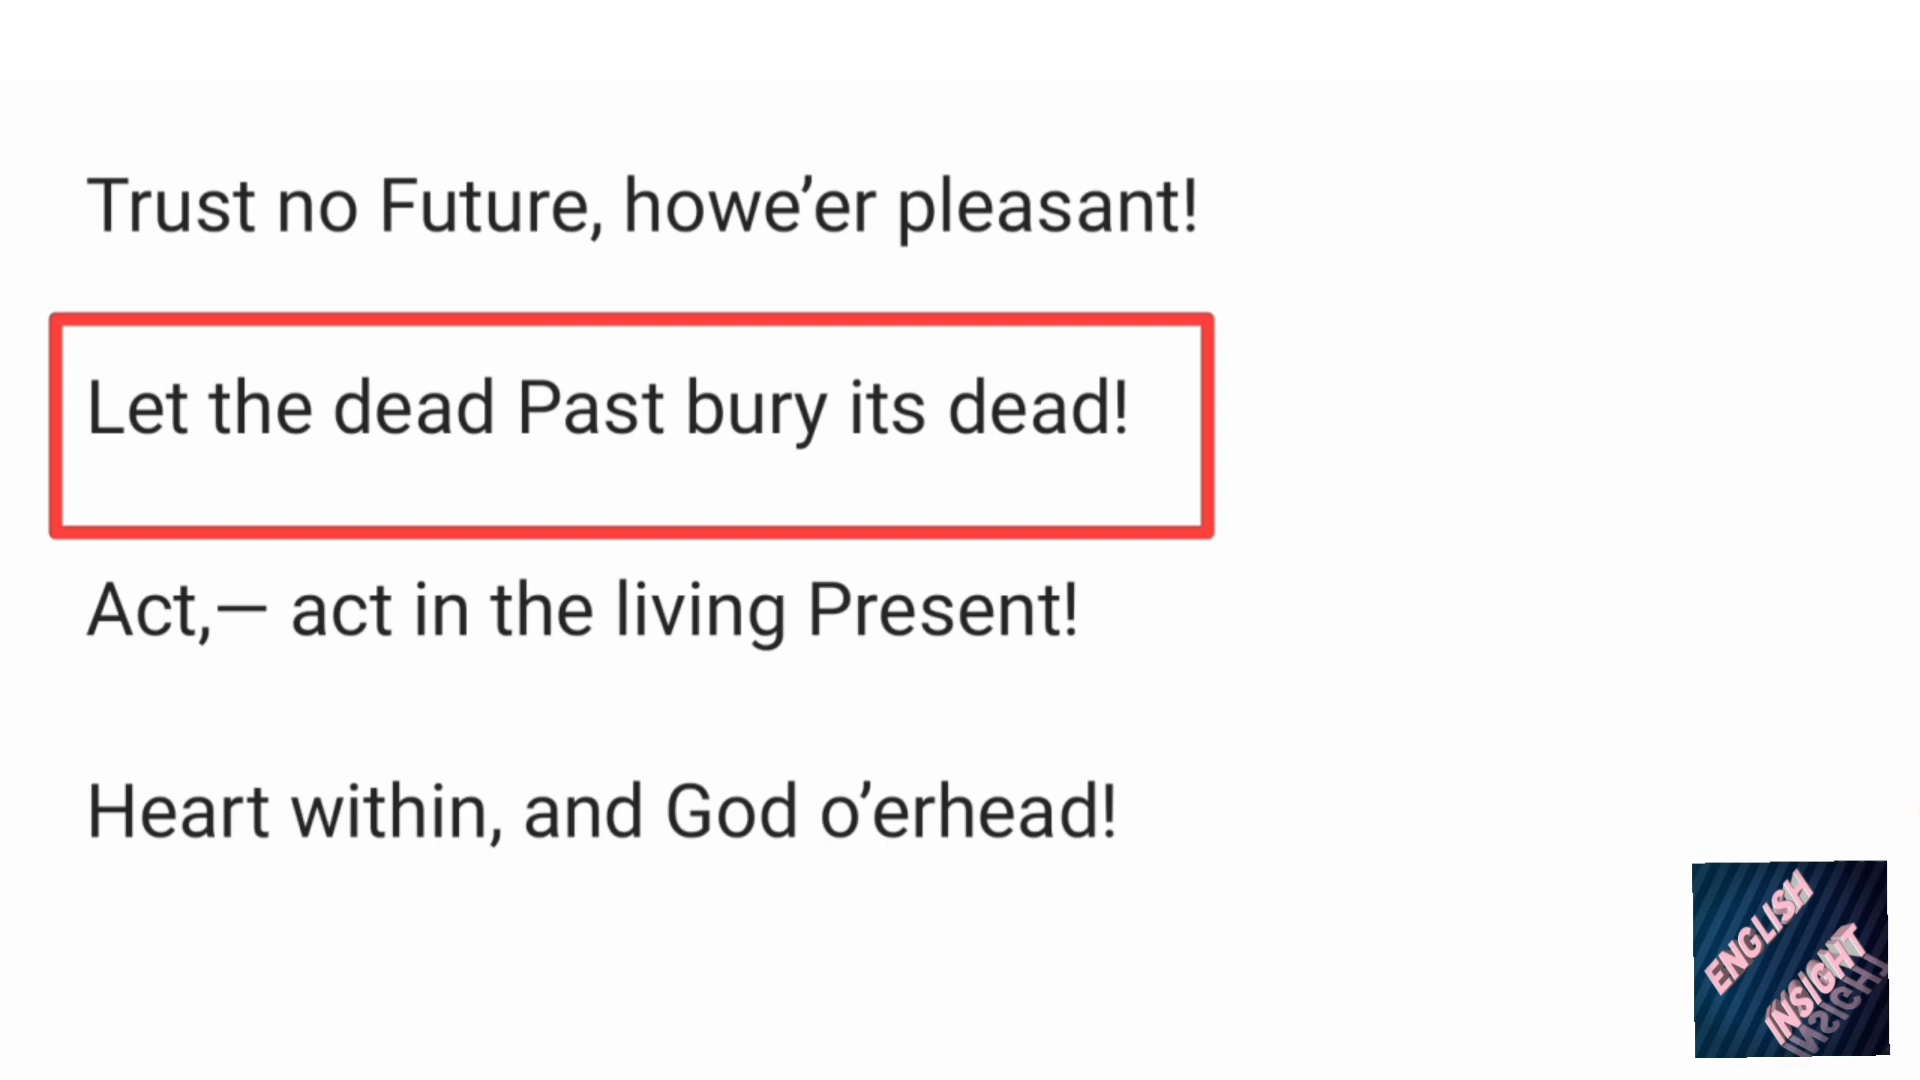 Trust no Future, howe’er pleasant!
Let the dead Past bury its dead!
Act,— act in the living Present!
Heart within, and God o’erhead!
ENGLISH
INSIGHT